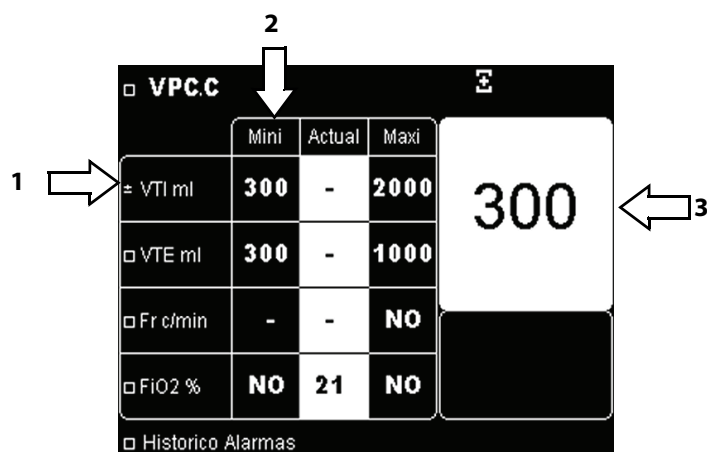 2
VPC.C
Mini Actual Maxi
1
VTI ml 300 - 2000
300
3
VTE ml 300 - 1000
Fr c/min - - NO
FiO2 % NO 21 NO
Historico Alarmas